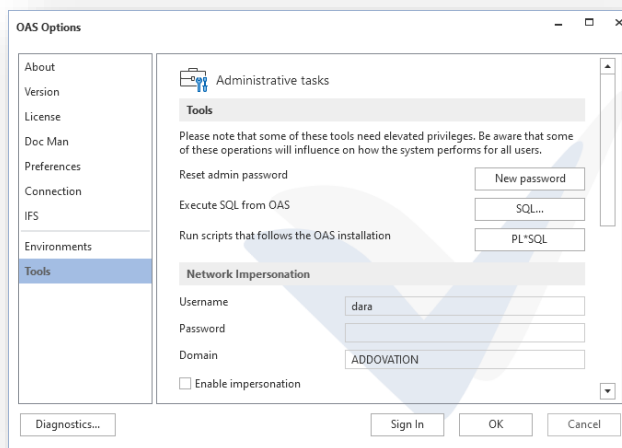 OAS Options
About
Version
License
Doc Man
Preferences
Connection
IFS
Environments
Tools
Administrative tasks
Tools
Please note that some of these tools need elevated privileges. Be aware that some
of these operations will influence on how the system performs for all users.
Reset admin password New password
Execute SQL from OAS SQL...
Run scripts that follows the OAS installation PL*SQL
Network Impersonation
Username dara
Password
Domain ADDOVATION
Enable impersonation
Diagnostics... Sign In OK Cancel